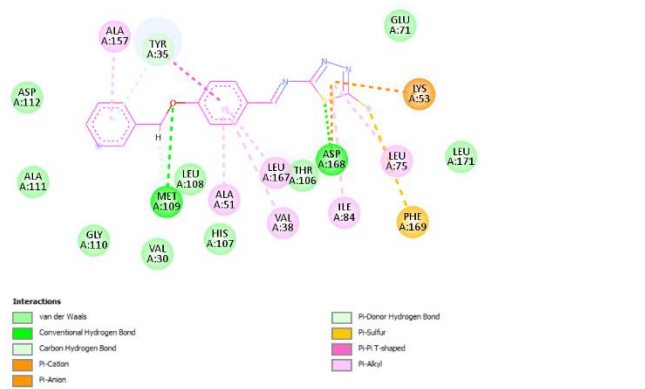 GLU
A:71
ALA
A:157
TYR
A:35
N
N
N
LYS
A:53
ASP
A:112
O
H
ASP
A:168
LEU
A:75
LEU
A:171
LEU
A:167
THR
A:106
ALA
A:111
LEU
A:108
MET
A:109
ALA
A:51
ILE
A:84
VAL
A:38
PHE
A:169
GLY
A:110
VAL
A:30
HIS
A:107
Interactions
van der Waals
Conventional Hydrogen Bond
Carbon Hydrogen Bond
Pi-Cation
Pi-Anion
Pi-Donor Hydrogen Bond
Pi-Sulfur
Pi-Pi T-shaped
Pi-Alkyl